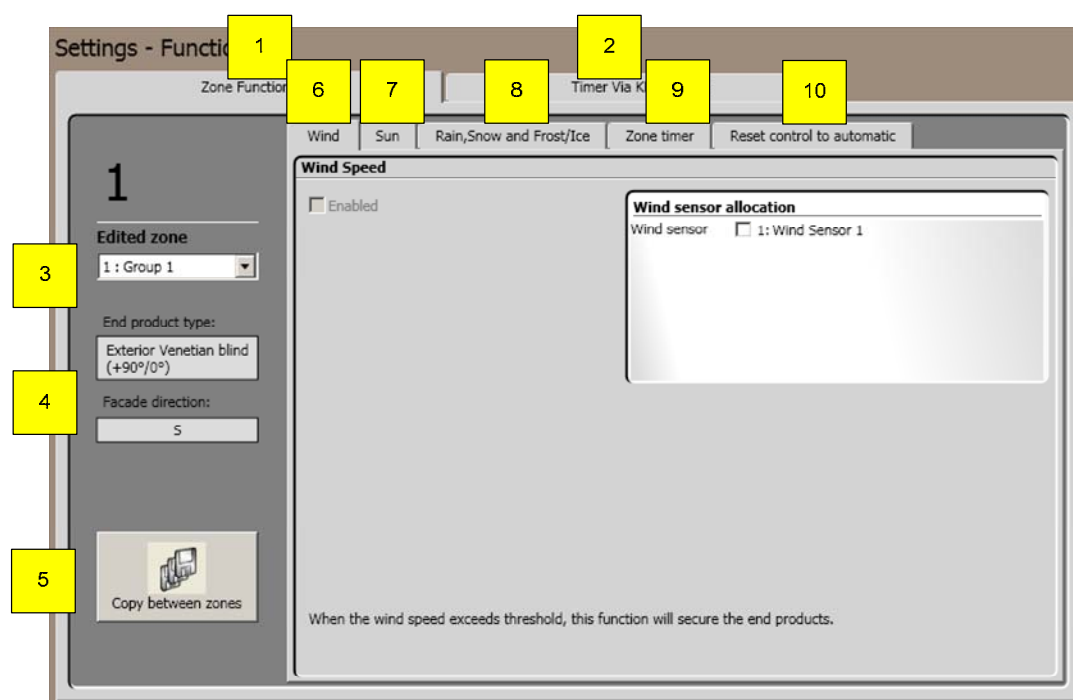 Settings - Functi
1
2
Zone Function
Timer Via K
6
7
8
9
10
Wind
Sun
Rain,Snow and Frost/Ice
Zone timer
Reset control to automatic
1
Wind Speed
Enabled
Wind sensor allocation
Wind sensor
1: Wind Sensor 1
Edited zone
3
1 : Group 1
End product type:
Exterior Venetian blind
(+90°/0°)
4
Facade direction:
S
5
Copy between zones
When the wind speed exceeds threshold, this function will secure the end products.